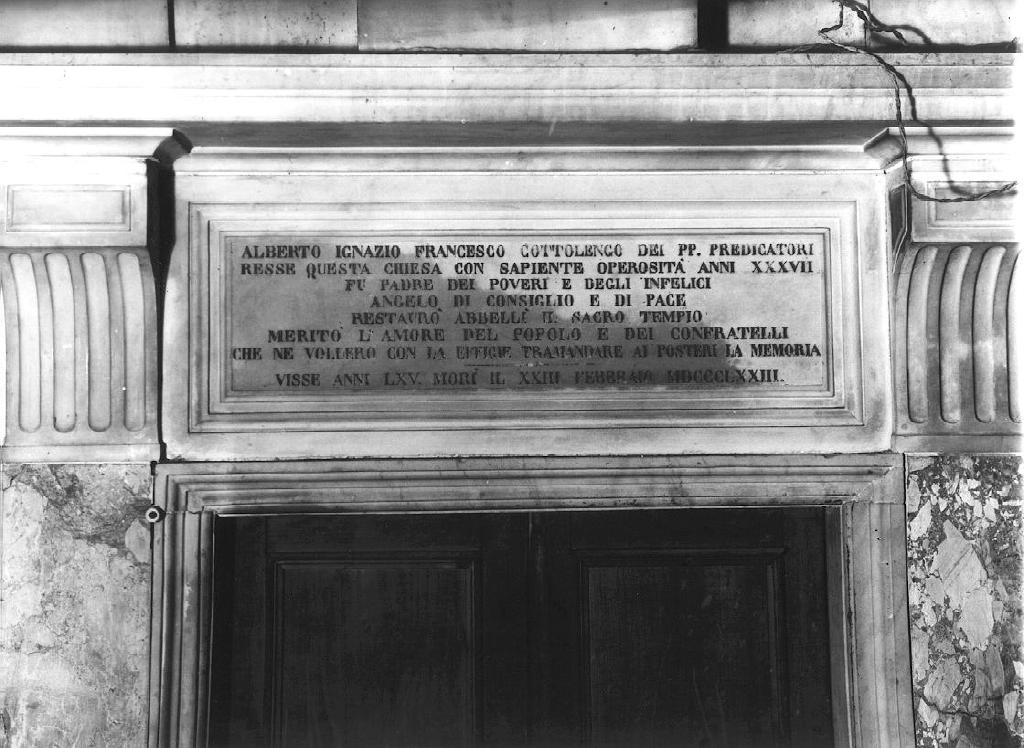 ALBERTO IGNAZIO FRANCESCO COTTOLENGO DEI PP. PREDICATORI
RESSE QUESTA CHIESA CON SAPIENTE OPEROSITÀ ANNI XXXVII
FU PADRE DEI POVERI E DEGLI INFELICI
ANGELO DI CONSIGLIO E DI PACE
RESTAURÒ ABBELLÌ IL SACRO TEMPIO
MERITÒ L'AMORE DEL POPOLO E DEI CONFRATELLI
CHE NE VOLLERO CON LA EFFIGIE TRAMANDARE AI POSTERI LA MEMORIA
VISSE ANNI LXV. MORÌ IL XXIII FEBBRAIO MDCCCLXXIII.